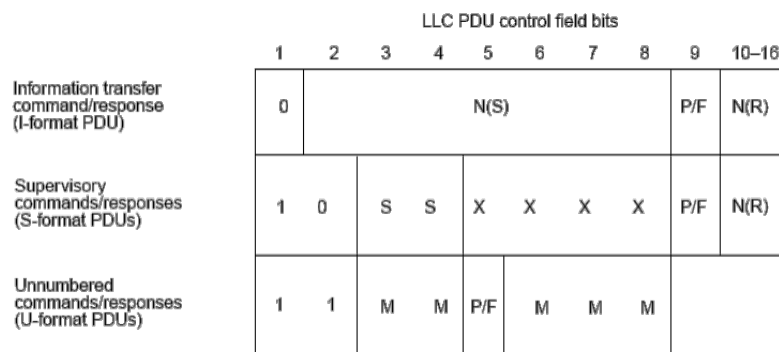 LLC PDU control field bits
1 2 3 4 5 6 7 8 9 10–16
Information transfer
command/response
(I-format PDU)
0 N(S) P/F N(R)
Supervisory
commands/responses
(S-format PDUs)
1 0 S S X X X X P/F N(R)
Unnumbered
commands/responses
(U-format PDUs)
1 1 M M P/F M M M